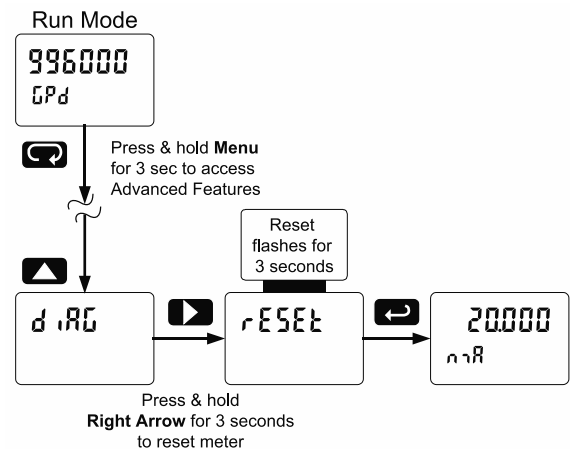 Run Mode
996000
GPd
Press & hold Menu
for 3 sec to access
Advanced Features
Reset
flashes for
3 seconds
diAG
rESEt
20.000
mA
Press & hold
Right Arrow for 3 seconds
to reset meter